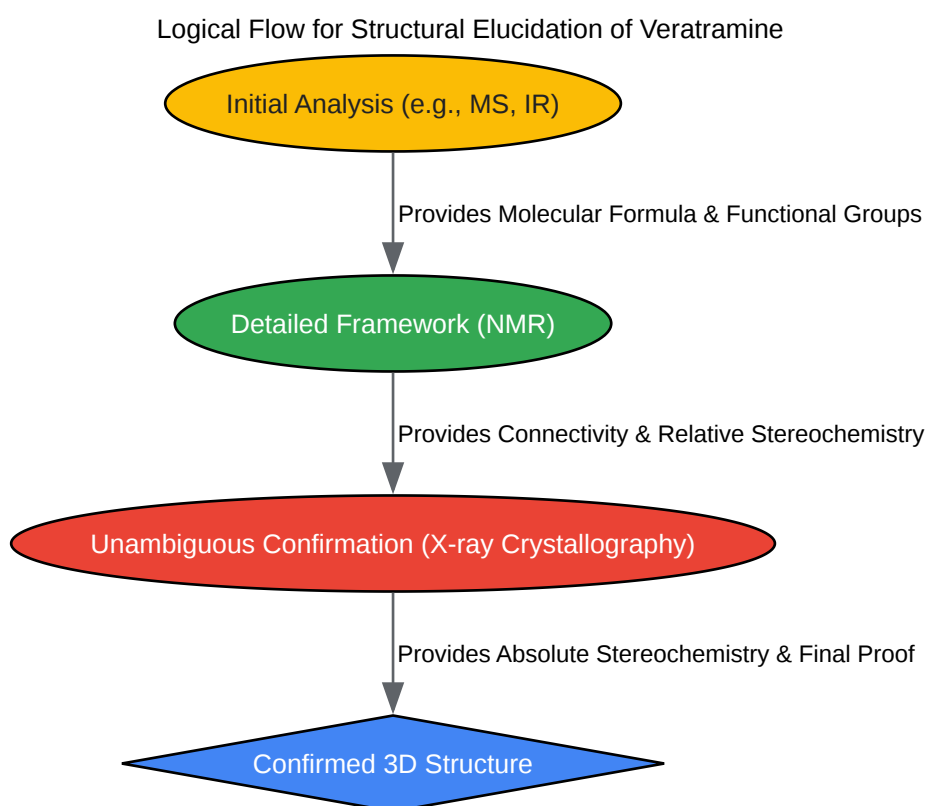 Logical Flow for Structural Elucidation of Veratramine
Initial Analysis (e.g., MS, IR)
Provides Molecular Formula & Functional Groups
Detailed Framework (NMR)
Provides Connectivity & Relative Stereochemistry
Unambiguous Confirmation (X-ray Crystallography)
Provides Absolute Stereochemistry & Final Proof
Confirmed 3D Structure